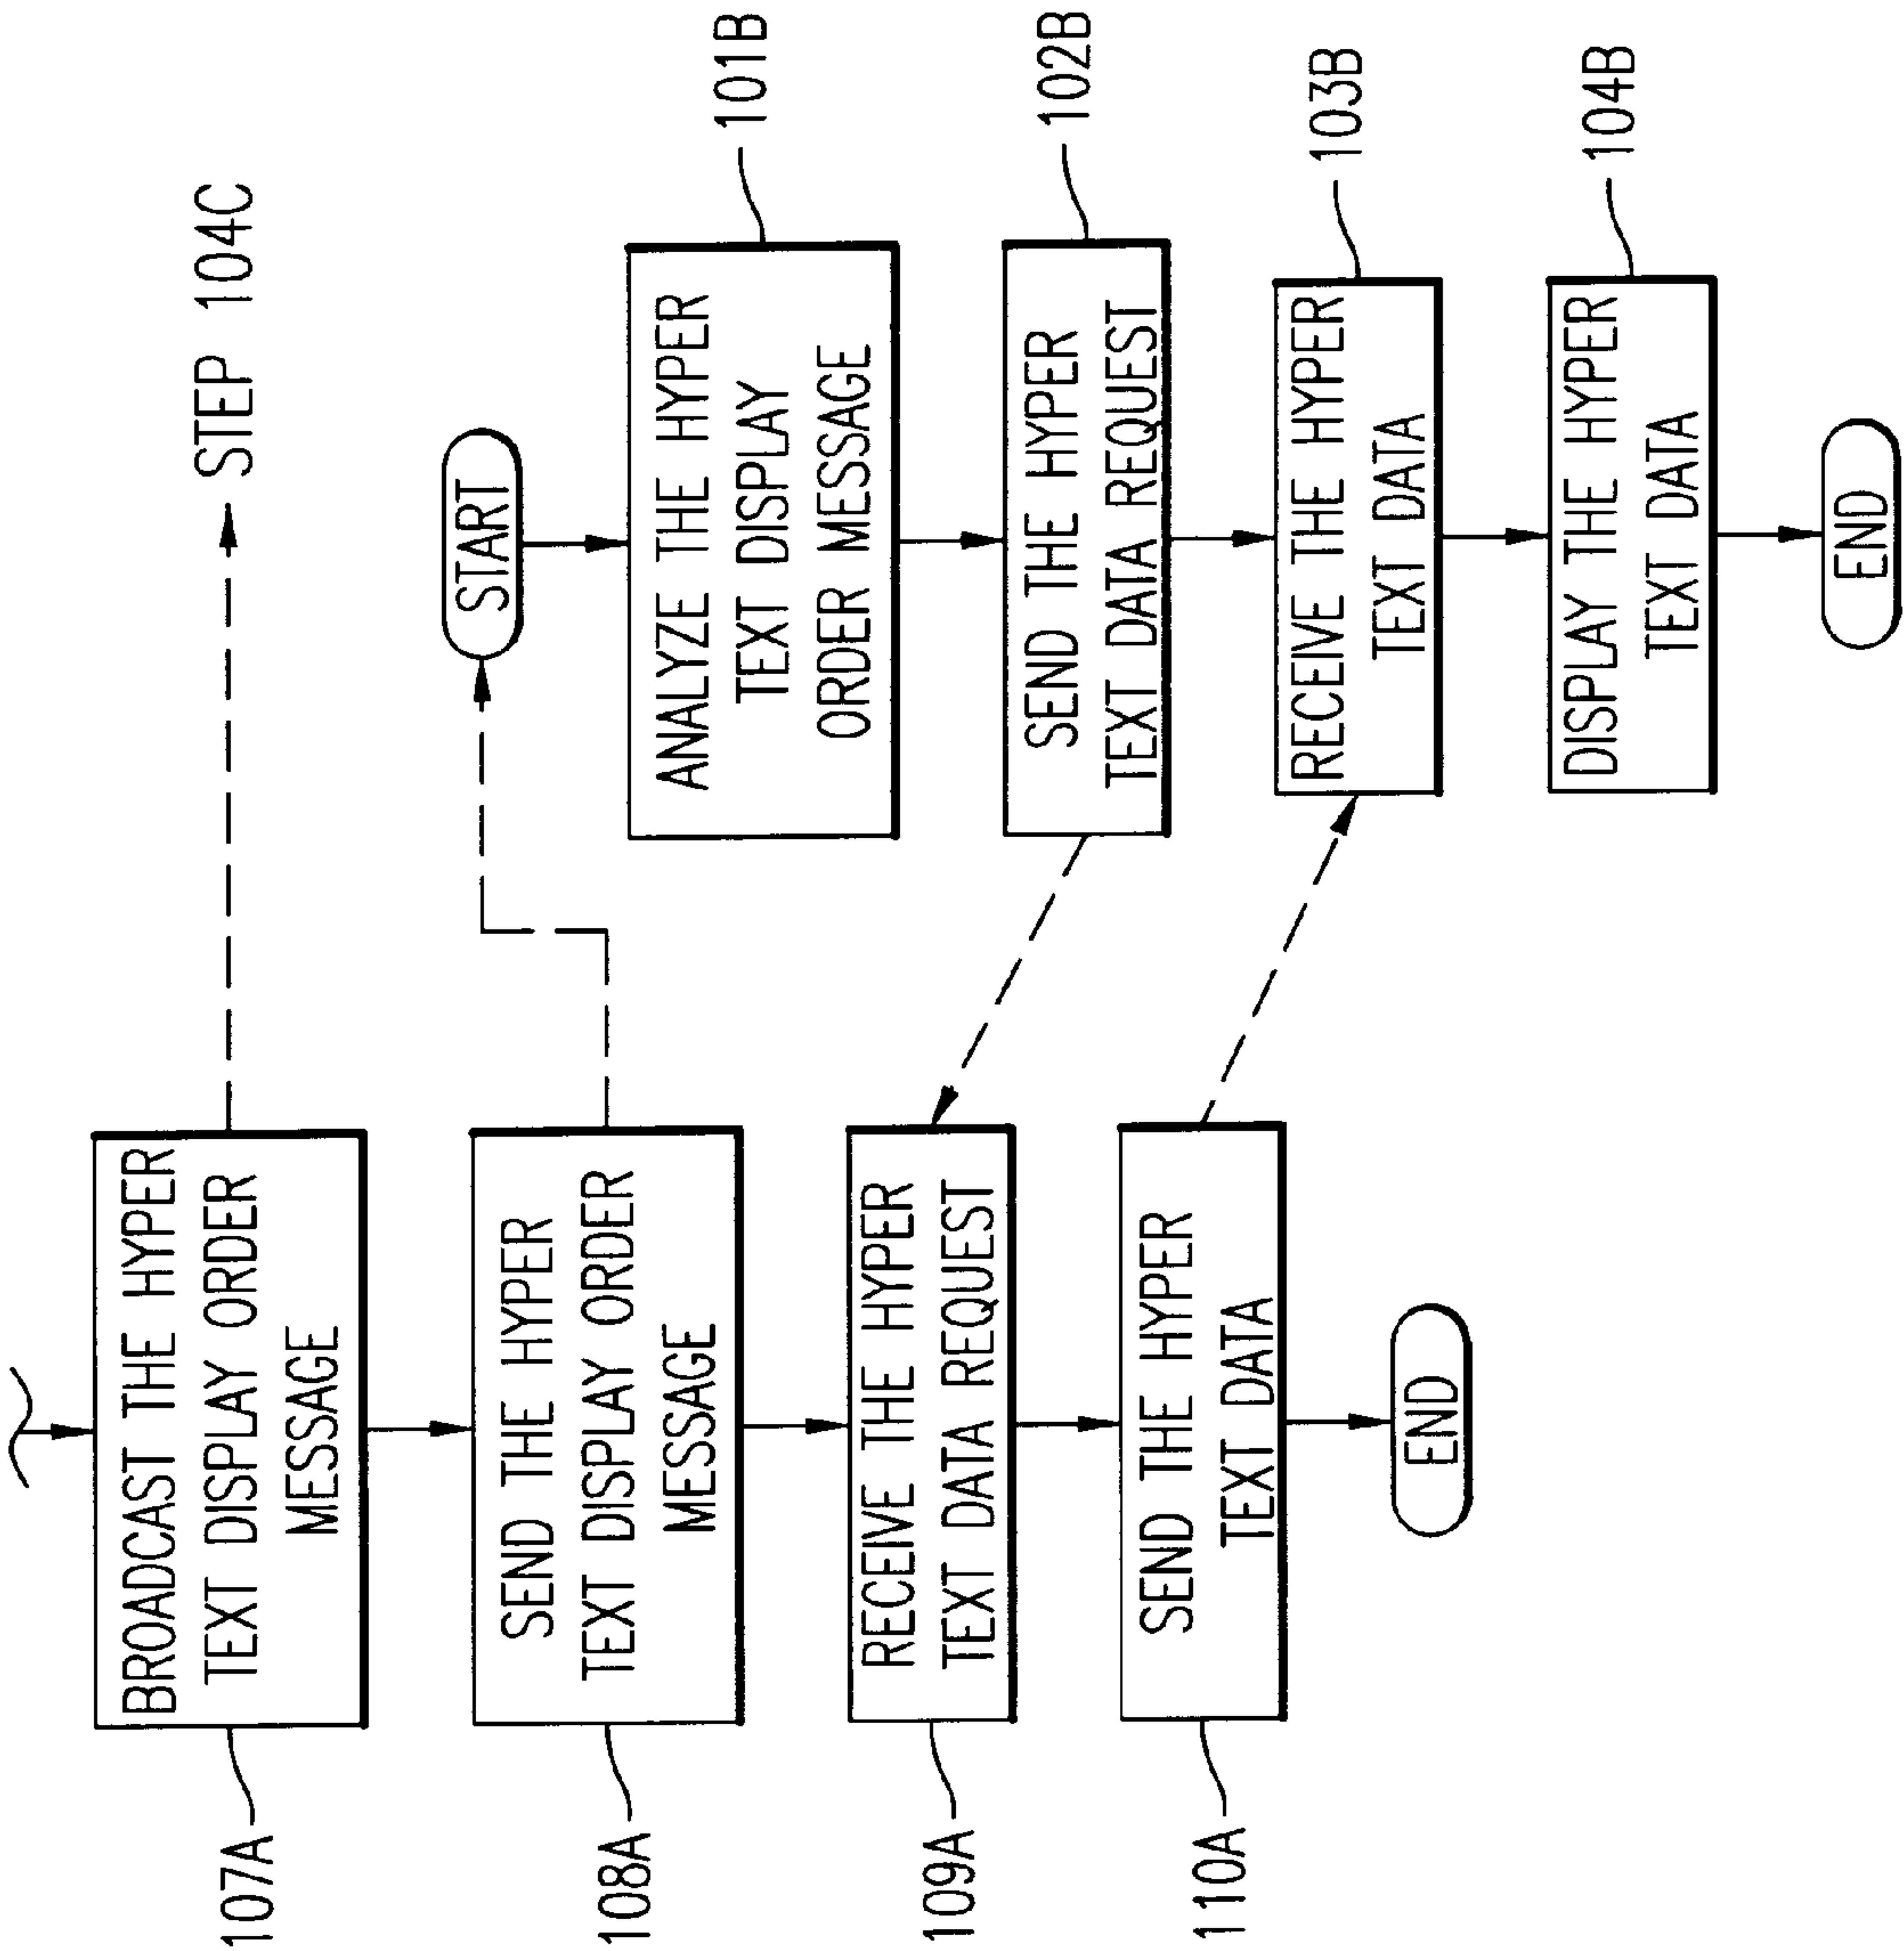 BROADCAST THE HYPER
TEXT DISPLAY ORDER
MESSAGE
107A
STEP 104C
SEND THE HYPER
TEXT DISPLAY ORDER
MESSAGE
108A
RECEIVE THE HYPER
TEXT DATA REQUEST
109A
SEND THE HYPER
TEXT DATA
110A
END
START
ANALYZE THE HYPER
TEXT DISPLAY
ORDER MESSAGE
101B
SEND THE HYPER
TEXT DATA REQUEST
102B
RECEIVE THE HYPER
TEXT DATA
103B
DISPLAY THE HYPER
TEXT DATA
104B
END